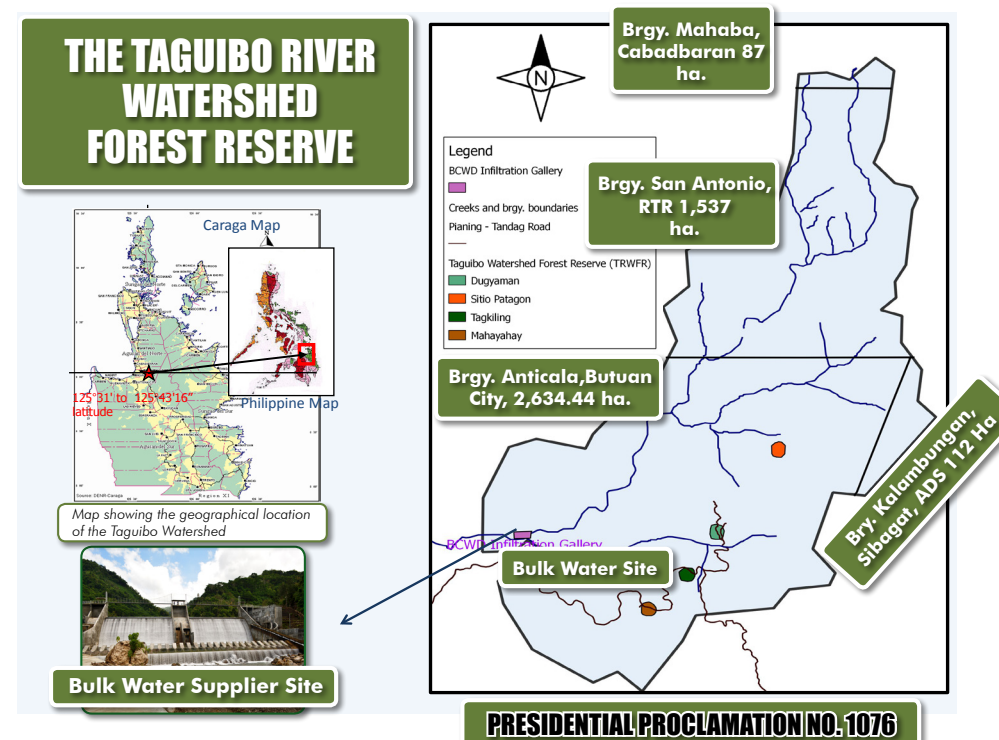 THE TAGUIBO RIVER
WATERSHED
FOREST RESERVE
Caraga Map
125°31' to 125°43'16"
latitude
Philippine Map
Source: DENR-Caraga
Region XI
Map showing the geographical location
of the Taguibo Watershed
Bulk Water Supplier Site
Brgy. Mahaba,
Cabadbaran 87
ha.
N
Legend
BCWD Infiltration Gallery
Creeks and brgy. boundaries
Pianing - Tandag Road
Taguibo Watershed Forest Reserve (TRWFR)
Dugyaman
Sitio Patagon
Tagkiling
Mahayahay
Brgy. San Antonio,
RTR 1,537
ha.
Brgy. Anticala,Butuan
City, 2,634.44 ha.
Bry. Kalambungan,
Sibagat, ADS 112 Ha
BCWD Infiltration Gallery
Bulk Water Site
PRESIDENTIAL PROCLAMATION NO. 1076